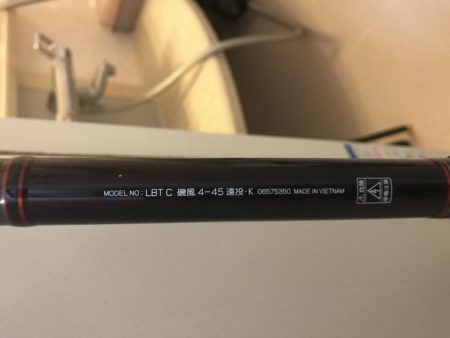 MODEL NO : LBT C 磯風 4-45 遠投・K 06575350 MADE IN VIETNAM